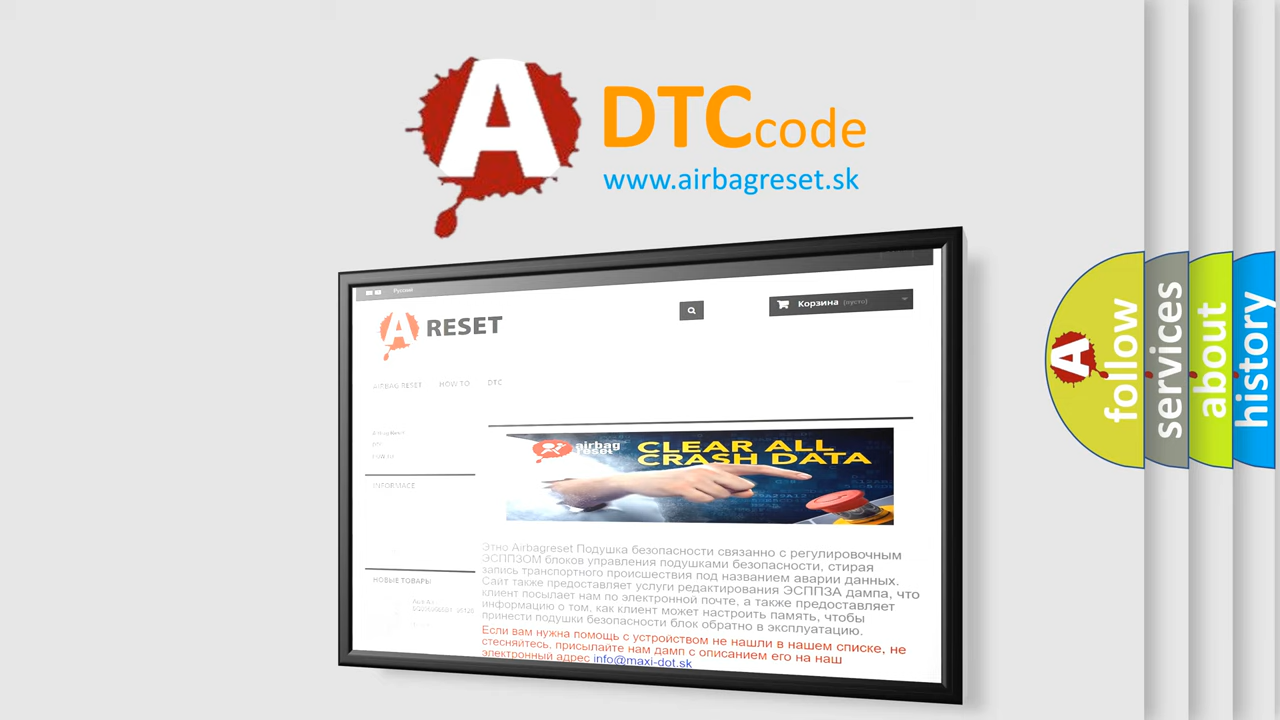 A
DTCcode
www.airbagreset.sk
Русский
A RESET
Корзина (пусто)
AIRBAG RESET HOW TO DTC
Airbag Reset
DTC
INFORMACE
airbag
reset
CLEAR ALL
CRASH DATA
Этно Airbagreset Подушка безопасности связанно с регулировочным
ЭСППЗОМ блоков управления подушками безопасности, стирая
запись транспортного происшествия под названием аварии данных.
Сайт также предоставляет услуги редактирования ЭСППЗА дампа, что
клиент посылает нам по электронной почте, а также предоставляет
информацию о том, как клиент может настроить память, чтобы
принести подушки безопасности блок обратно в эксплуатацию.
Если вам нужна помощь с устройством не нашли в нашем списке, не
стесняйтесь, присылайте нам дамп с описанием его на наш
электронный адрес info@maxi-dot.sk
НОВЫЕ ТОВАРЫ
A follow
services
about
history